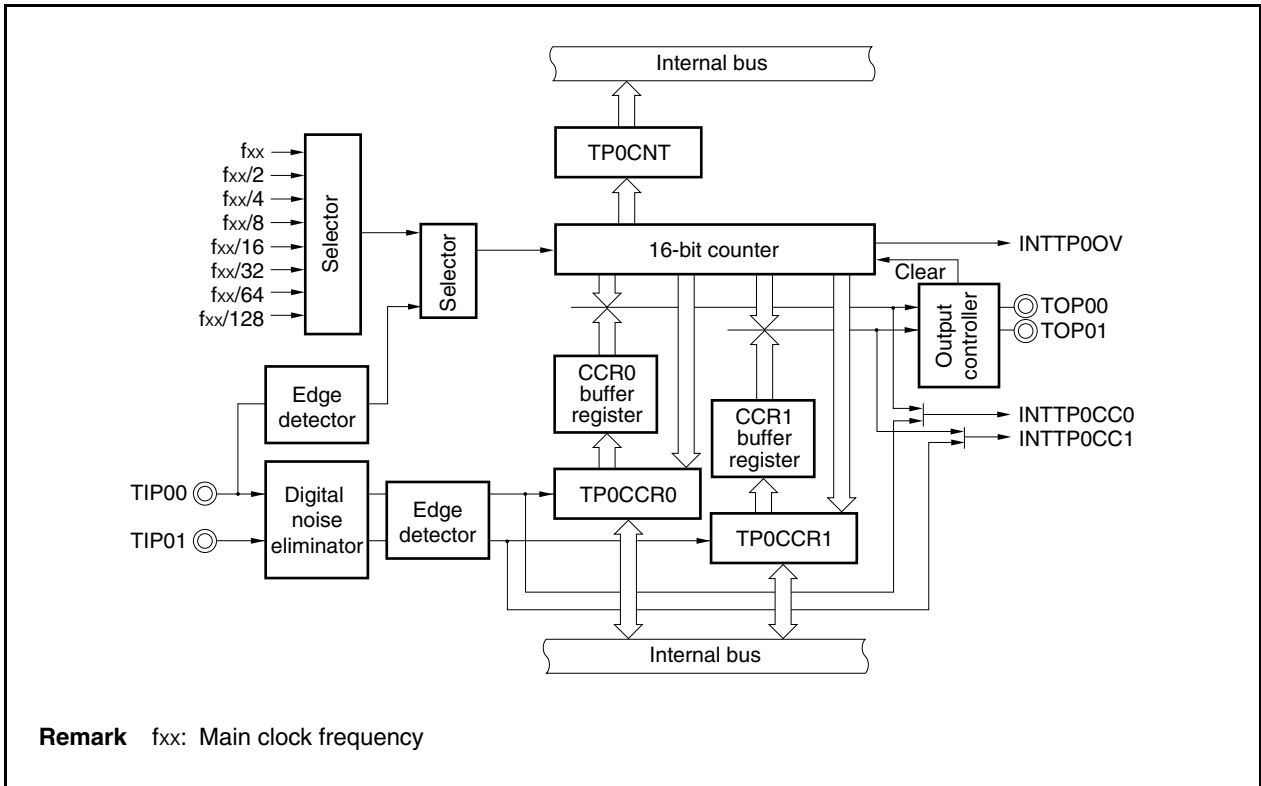 Internal bus
TP0CNT
fxx
fxx/2
fxx/4
fxx/8
fxx/16
fxx/32
fxx/64
fxx/128
Selector
Selector
16-bit counter
INTTP0OV
Clear
Output
controller
TOP00
TOP01
Edge
detector
CCR0
buffer
register
CCR1
buffer
register
INTTP0CC0
INTTP0CC1
TIP00
TIP01
Digital
noise
eliminator
Edge
detector
TP0CCR0
TP0CCR1
Internal bus
Remark fxx: Main clock frequency